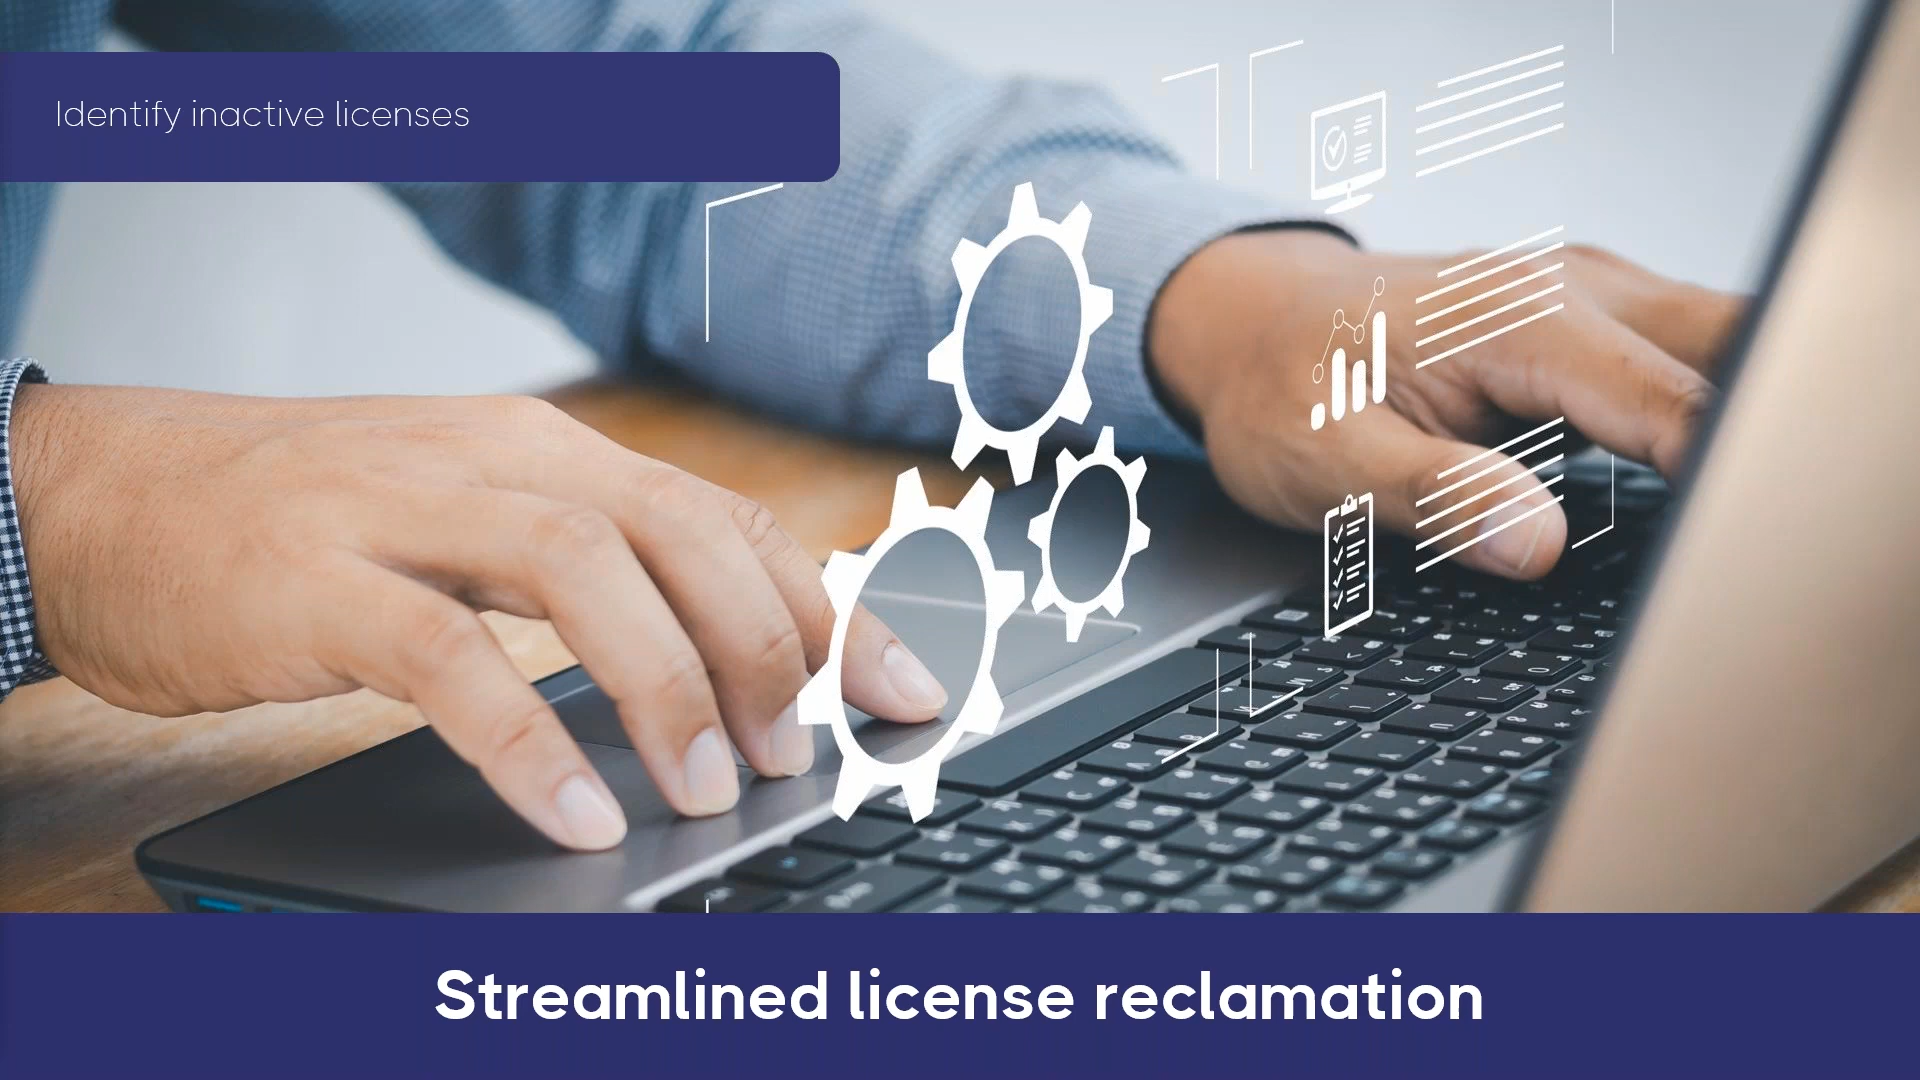 Identify inactive licenses
Streamlined license reclamation